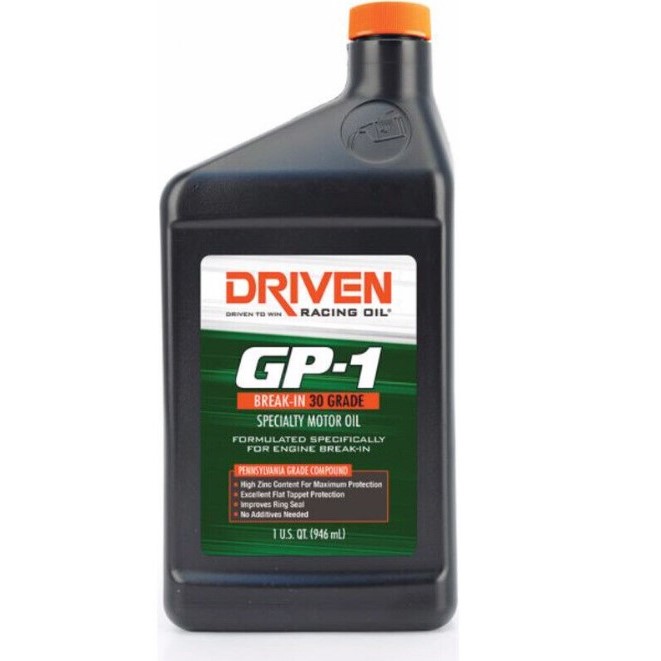 DRIVEN
DRIVEN TO WIN RACING OIL®
GP-1
BREAK-IN 30 GRADE
SPECIALTY MOTOR OIL
FORMULATED SPECIFICALLY
FOR ENGINE BREAK-IN
PENNSYLVANIA GRADE COMPOUND
• High Zinc Content For Maximum Protection
• Excellent Flat Tappet Protection
• Improves Ring Seal
• No Additives Needed
1 U.S. QT. (946 mL)